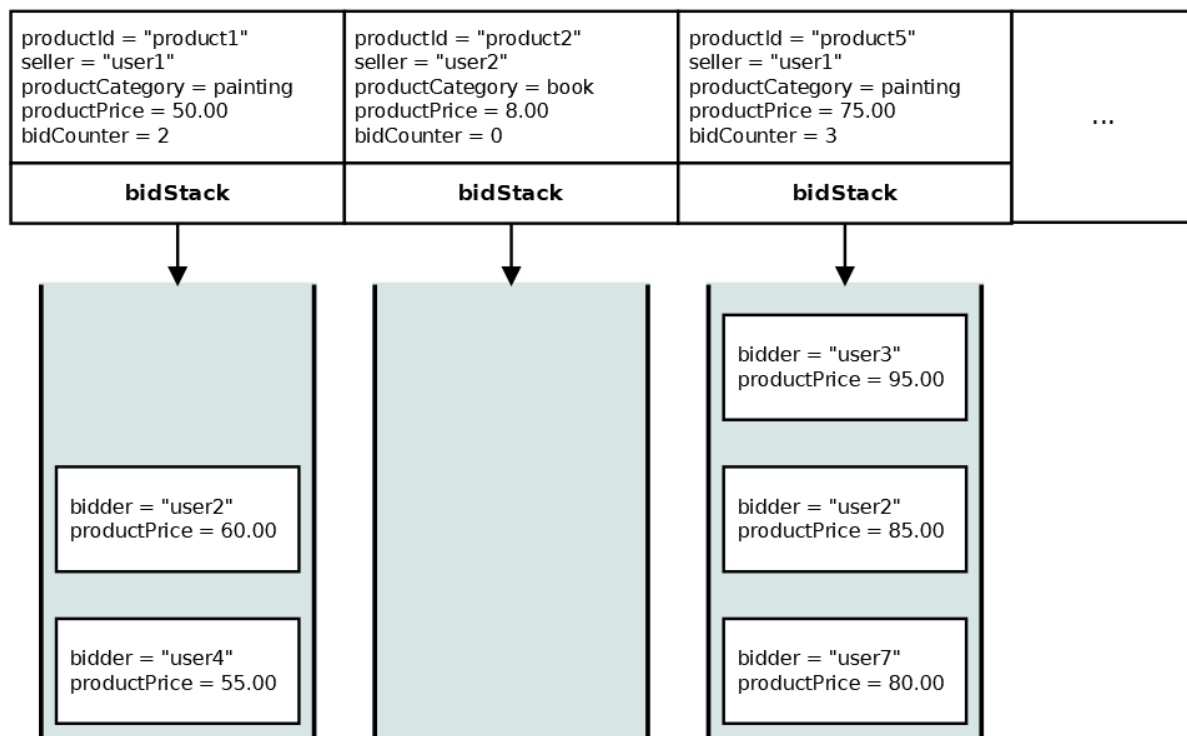 productId = "product1"
seller = "user1"
productCategory = painting
productPrice = 50.00
bidCounter = 2
bidStack
productId = "product2"
seller = "user2"
productCategory = book
productPrice = 8.00
bidCounter = 0
bidStack
productId = "product5"
seller = "user1"
productCategory = painting
productPrice = 75.00
bidCounter = 3
bidStack
...
bidder = "user2"
productPrice = 60.00
bidder = "user4"
productPrice = 55.00
bidder = "user3"
productPrice = 95.00
bidder = "user2"
productPrice = 85.00
bidder = "user7"
productPrice = 80.00